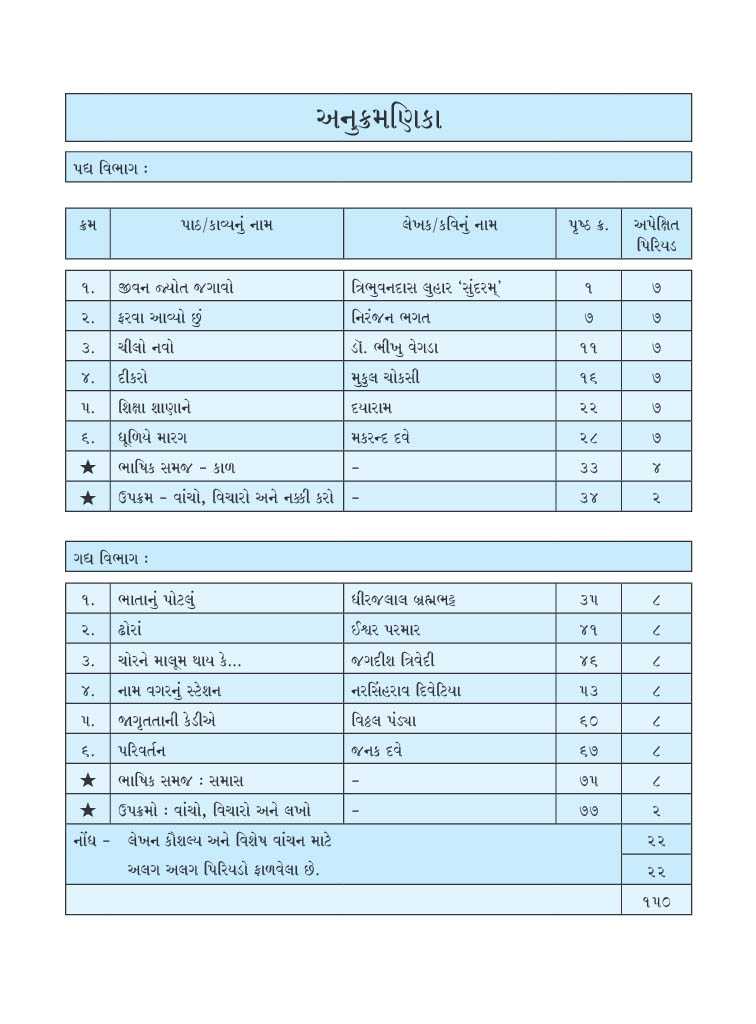 અનુક્રમણિકા
પદ્ય વિભાગ :
ક્રમ પાઠ/કાવ્યનું નામ લેખક/કવિનું નામ પૃષ્ઠ ક્ર. અપેક્ષિત પિરિયડ
૧. જીવન જ્યોત જગાવો ત્રિભુવનદાસ લુહાર ‘સુંદરમ્’ ૧ ૭
૨. ફરવા આવ્યો છું નિરંજન ભગત ૭ ૭
૩. ચીલો નવો ડૉ. ભીખુ વેગડા ૧૧ ૭
૪. દીકરો મુકુલ ચોકસી ૧૬ ૭
૫. શિક્ષા શાણાને દયારામ ૨૨ ૭
૬. ધૂળિયે મારગ મકરન્દ દવે ૨૮ ૭
★ ભાષિક સમજ – કાળ – ૩૩ ૪
★ ઉપક્રમ – વાંચો, વિચારો અને નક્કી કરો – ૩૪ ૨
ગદ્ય વિભાગ :
૧. ભાતાનું પોટલું ધીરજલાલ બ્રહ્મભટ્ટ ૩૫ ૮
૨. ઢોરાં ઈશ્વર પરમાર ૪૧ ૮
૩. ચોરને માલૂમ થાય કે... જગદીશ ત્રિવેદી ૪૬ ૮
૪. નામ વગરનું સ્ટેશન નરસિંહરાવ દિવેટિયા ૫૩ ૮
૫. જાગૃતતાની કેડીએ વિઠ્ઠલ પંડ્યા ૬૦ ૮
૬. પરિવર્તન જનક દવે ૬૭ ૮
★ ભાષિક સમજ : સમાસ – ૭૫ ૮
★ ઉપક્રમો : વાંચો, વિચારો અને લખો – ૭૭ ૨
નોંધ – લેખન કૌશલ્ય અને વિશેષ વાંચન માટે ૨૨
અલગ અલગ પિરિયડો ફાળવેલા છે. ૨૨
૧૫૦